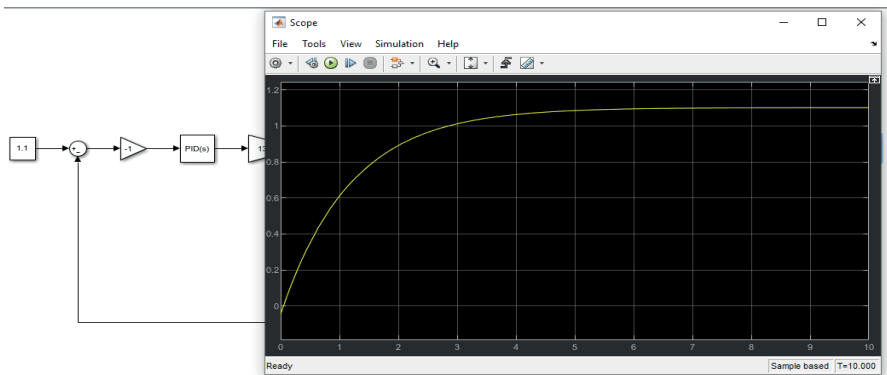 Scope
File Tools View Simulation Help
1.2
1
0.8
0.6
0.4
0.2
0
0 1 2 3 4 5 6 7 8 9 10
Ready Sample based T=10.000
1.1
+_
-1
PID(s)